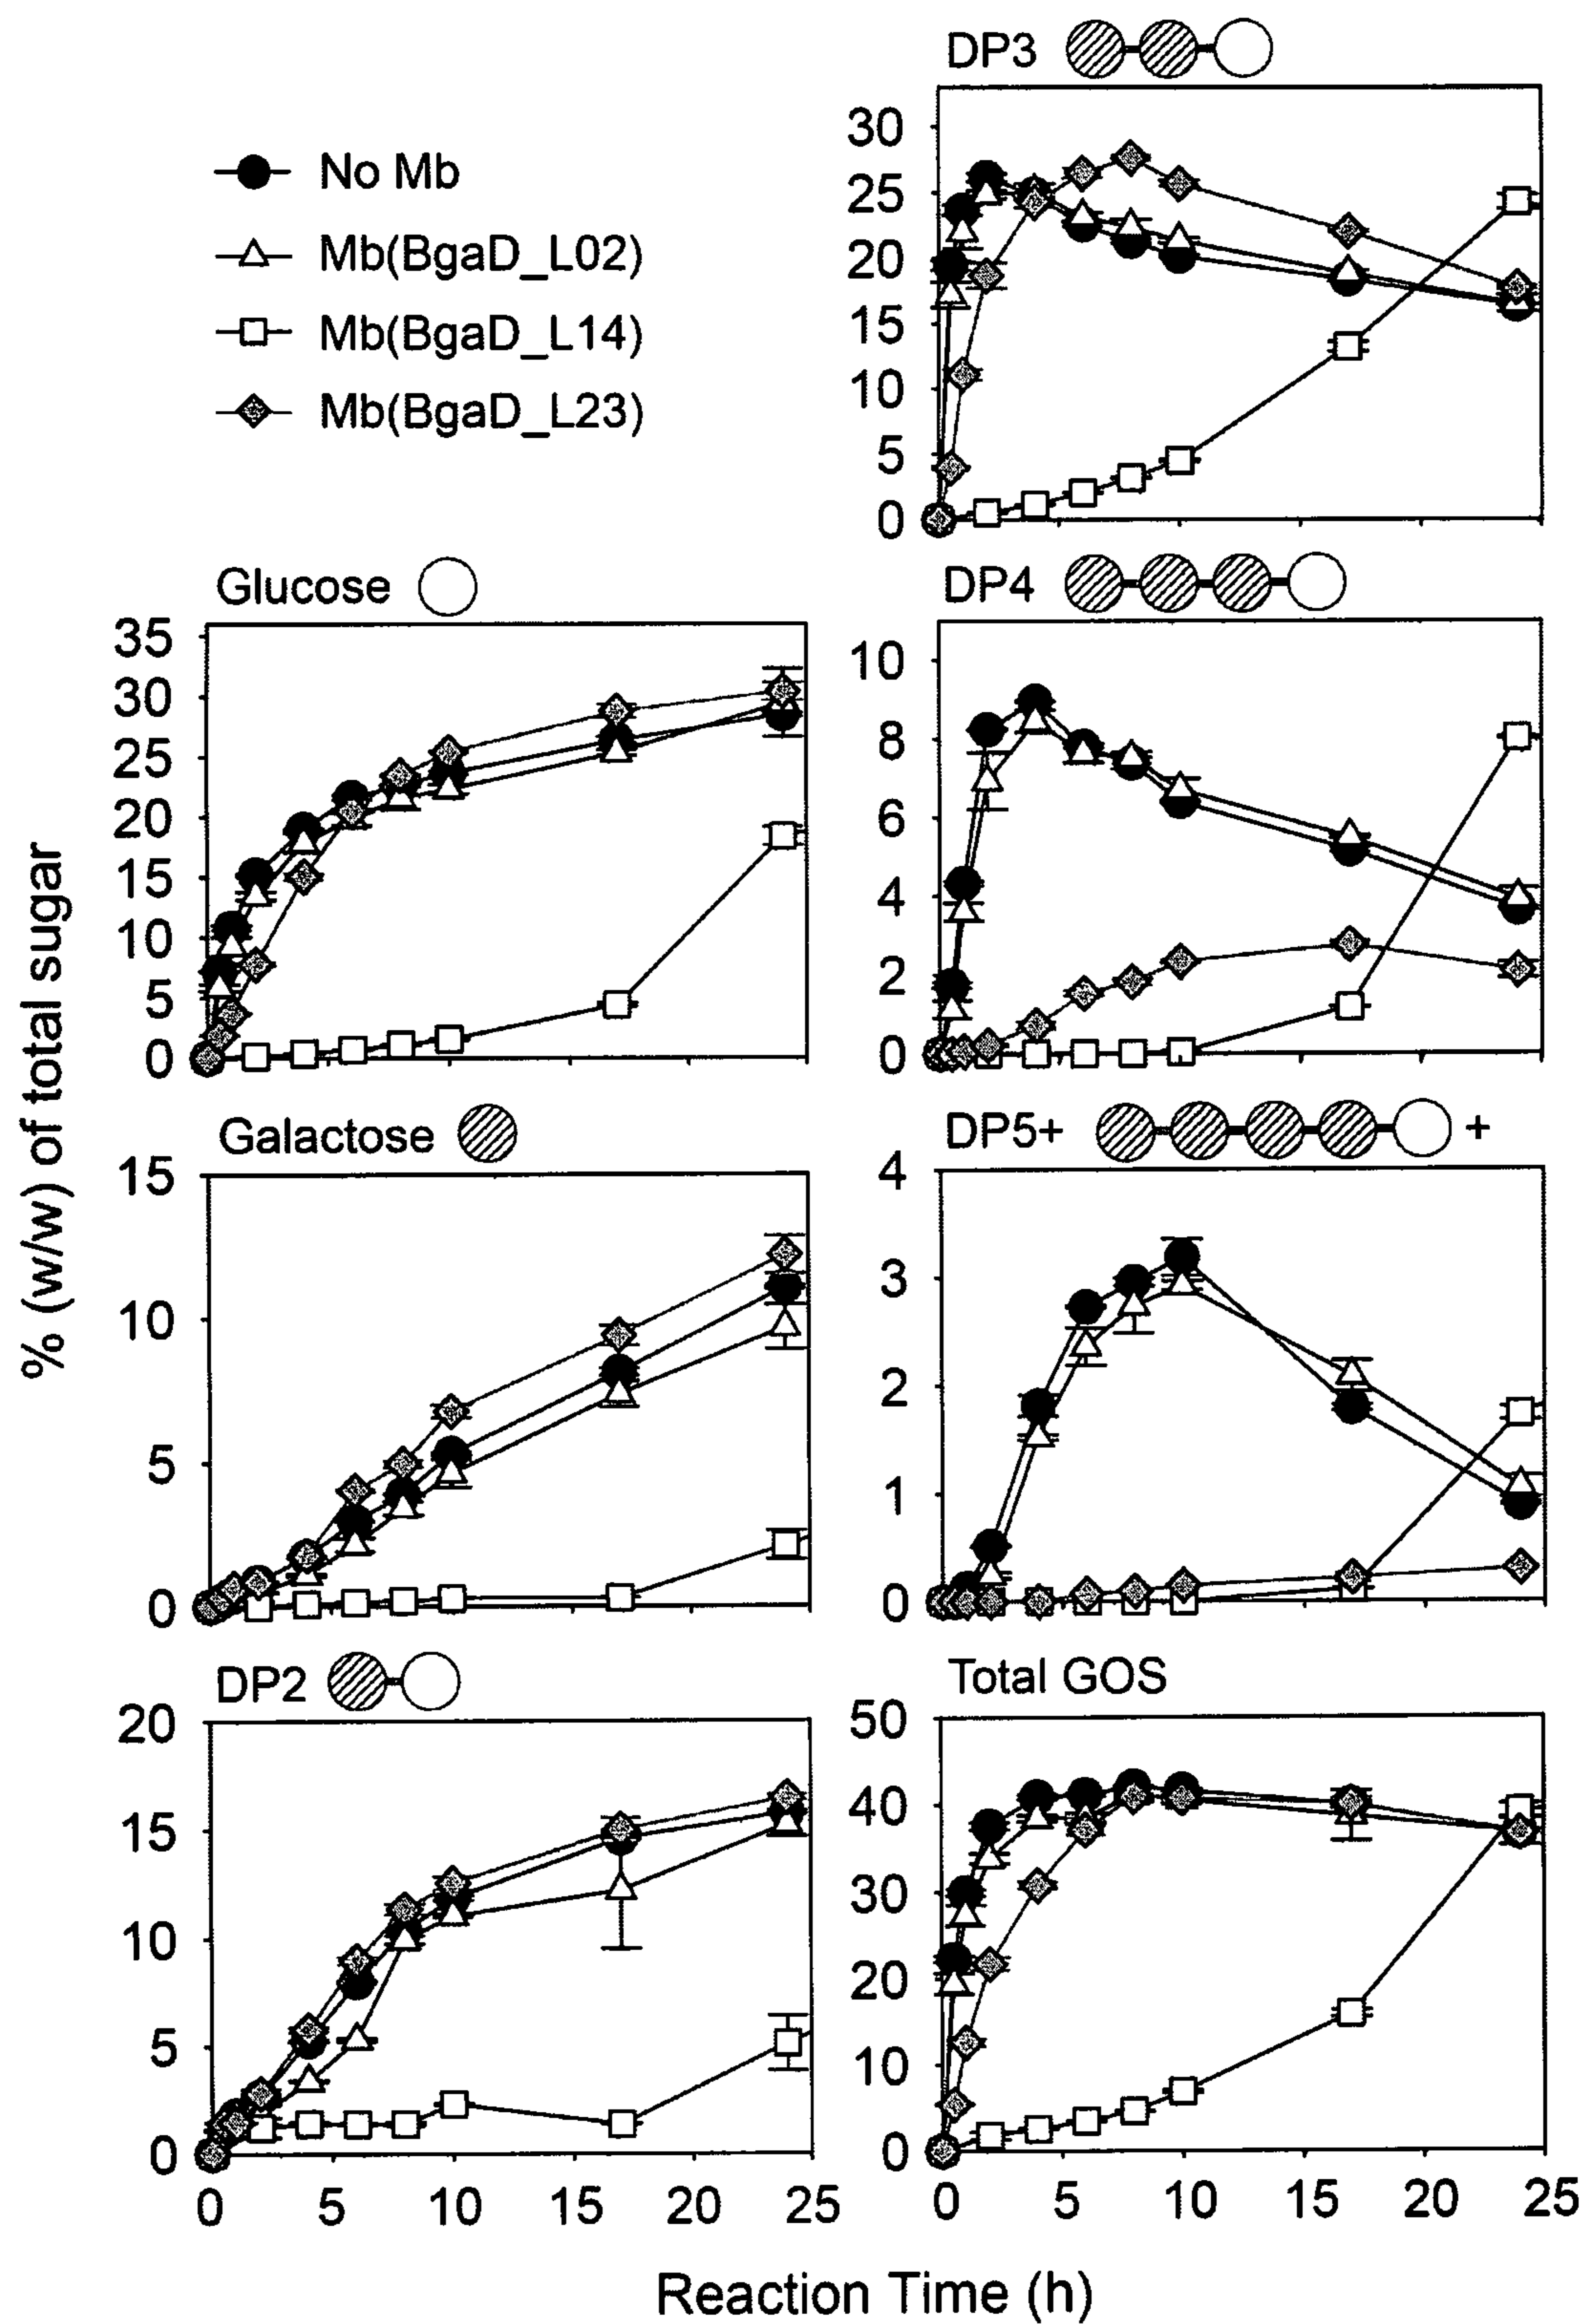 DP3
30
25
20
15
10
5
0
No Mb
Mb(BgaD_L02)
Mb(BgaD_L14)
Mb(BgaD_L23)
% (w/w) of total sugar
Glucose
35
30
25
20
15
10
5
0
DP4
10
8
6
4
2
0
Galactose
15
10
5
0
DP5+ +
4
3
2
1
0
DP2
20
15
10
5
0
0 5 10 15 20 25
Total GOS
50
40
30
20
10
0
0 5 10 15 20 25
Reaction Time (h)